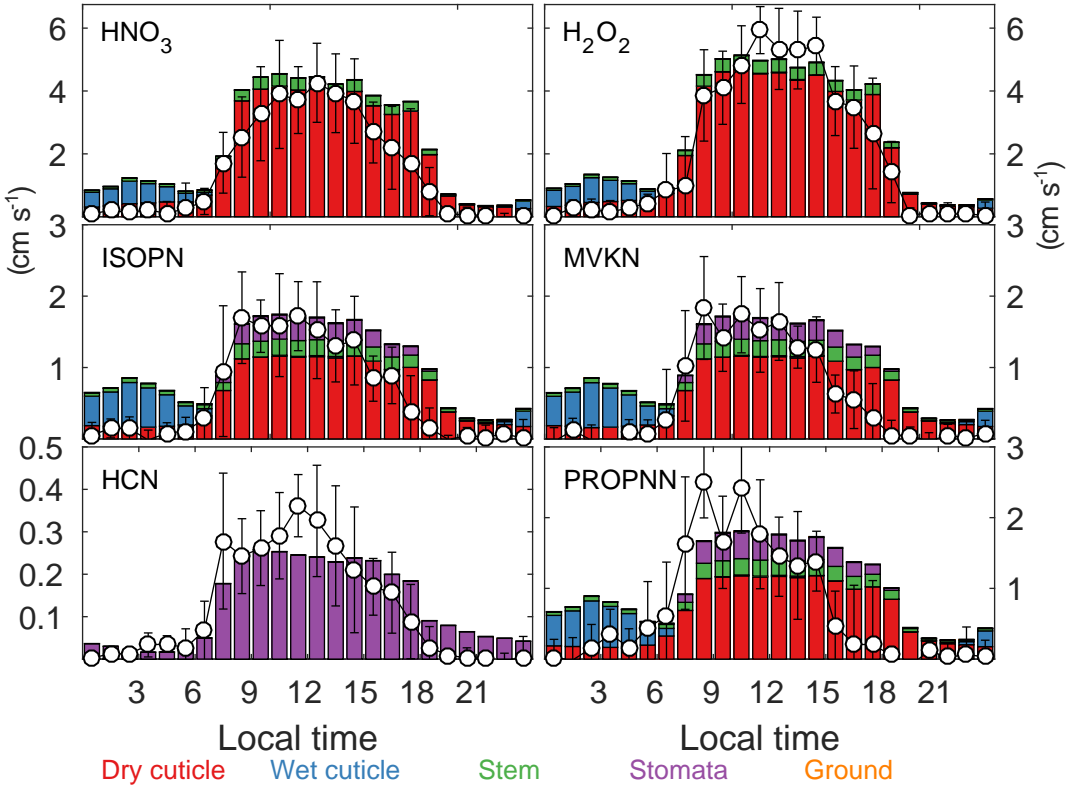 HNO3
H2O2
6
4
2
6
5
4
3
2
1
(cm s-1)
(cm s-1)
ISOPN
MVKN
3
2
1
3
2
1
HCN
PROPNN
0.5
0.4
0.3
0.2
0.1
3
2
1
3 6 9 12 15 18 21
3 6 9 12 15 18 21
Local time
Local time
Dry cuticle Wet cuticle Stem Stomata Ground